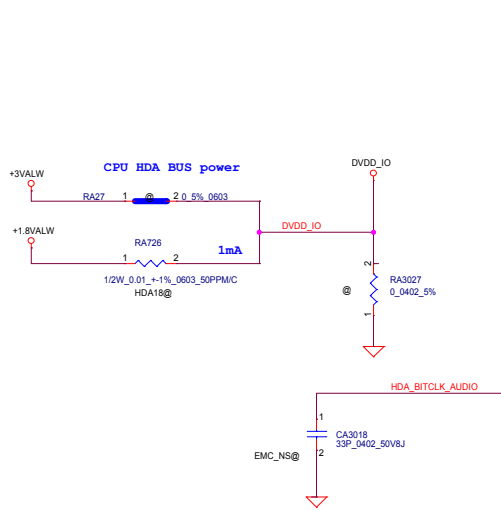 CPU HDA BUS power
DVDD_IO
+3VALW
RA27 1 @ 2 0_5%_0603
+1.8VALW
DVDD_IO
RA726
1mA
1 2
1/2W_0.01_+-1%_0603_50PPM/C
HDA18@
2
@
RA3027
0_0402_5%
1
HDA_BITCLK_AUDIO
1
CA3018
33P_0402_50V8J
EMC_NS@
2